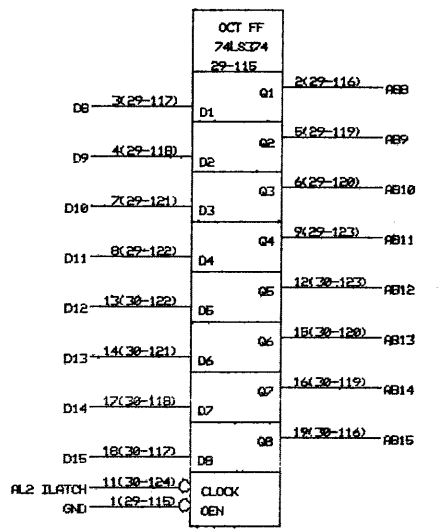 OCT FF
74LS374
29-115
Q1 2(29-116) AB8
D8 3(29-117) D1
Q2 5(29-119) AB9
D9 4(29-118) D2
Q3 6(29-120) AB10
D10 7(29-121) D3
Q4 9(29-123) AB11
D11 8(29-122) D4
Q5 12(30-123) AB12
D12 13(30-122) D5
Q6 15(30-120) AB13
D13 14(30-121) D6
Q7 16(30-119) AB14
D14 17(30-118) D7
Q8 19(30-116) AB15
D15 18(30-117) D8
AL2 ILATCH 11(30-124) CLOCK
GND 1(29-115) OEN